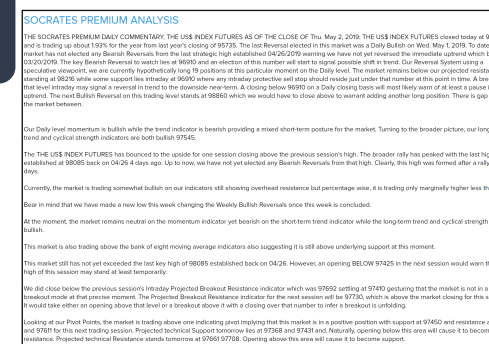 SOCRATES PREMIUM ANALYSIS
THE SOCRATES PREMIUM DAILY COMMENTARY, THE US$ INDEX FUTURES AS OF THE CLOSE OF Thu. May 2, 2019: THE US$ INDEX FUTURES closed today at 9
and is trading up about 1.93% for the year from last year's closing of 95735. The last Reversal elected in this market was a Daily Bullish on Wed. May 1, 2019. To date
market has not elected any Bearish Reversals from the last strategic high established 04/26/2019 warning we have not yet reversed the immediate uptrend which b
03/20/2019. The key Bearish Reversal to watch lies at 96910 and an election of this number will start to signal possible shift in trend. Our Reversal System using a
speculative viewpoint, we are currently hypothetically long 19 positions at this particular moment on the Daily level. The market remains below our projected resista
standing at 98216 while some support lies intraday at 96910 where any intraday protective sell stop should reside just under that number at this point in time. A bre
that level intraday may signal a reversal in trend to the downside near-term. A closing below 96910 on a Daily closing basis will most likely warn of at least a pause i
uptrend. The next Bullish Reversal on this trading level stands at 98860 which we would have to close above to warrant adding another long position. There is gap
the market between.
Our Daily level momentum is bullish while the trend indicator is bearish providing a mixed short-term posture for the market. Turning to the broader picture, our long
trend and cyclical strength indicators are both bullish 97545.
The THE US$ INDEX FUTURES has bounced to the upside for one session closing above the previous session's high. The broader rally has peaked with the last hig
established at 98085 back on 04/26 4 days ago. Up to now, we have not yet elected any Bearish Reversals from that high. Clearly, this high was formed after a rally
days.
Currently, the market is trading somewhat bullish on our indicators still showing overhead resistance but percentage wise, it is trading only marginally higher less th
Bear in mind that we have made a new low this week changing the Weekly Bullish Reversals once this week is concluded.
At the moment, the market remains neutral on the momentum indicator yet bearish on the short-term trend indicator while the long-term trend and cyclical strength
bullish.
This market is also trading above the bank of eight moving average indicators also suggesting it is still above underlying support at this moment.
This market still has not yet exceeded the last key high of 98085 established back on 04/26. However, an opening BELOW 97425 in the next session would warn th
high of this session may stand at least temporarily.
We did close below the previous session's Intraday Projected Breakout Resistance indicator which was 97692 settling at 97410 gesturing that the market is not in a
breakout mode at that precise moment. The Projected Breakout Resistance indicator for the next session will be 97730, which is above the market closing for this s
It would take either an opening above that level or a breakout above it with a closing over that number to infer a breakout is unfolding.
Looking at our Pivot Points, the market is trading above one indicating pivot implying that this market is in a positive position with support at 97450 and resistance a
and 97611 for this next trading session. Projected technical Support tomorrow lies at 97368 and 97431 and. Naturally, opening below this area will cause it to becom
resistance. Projected technical Resistance stands tomorrow at 97661 97708. Opening above this area will cause it to become support.